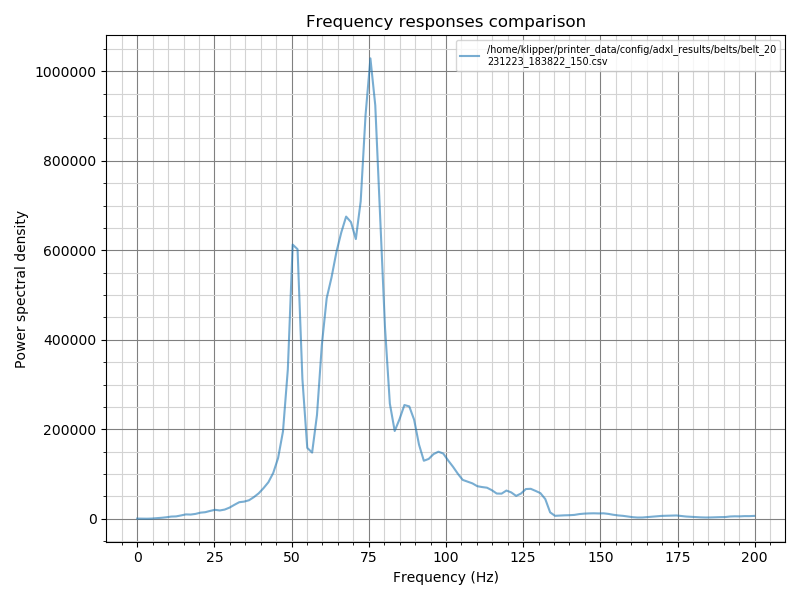 Frequency responses comparison
/home/klipper/printer_data/config/adxl_results/belts/belt_20
231223_183822_150.csv
1000000
800000
600000
400000
200000
0
Power spectral density
0 25 50 75 100 125 150 175 200
Frequency (Hz)